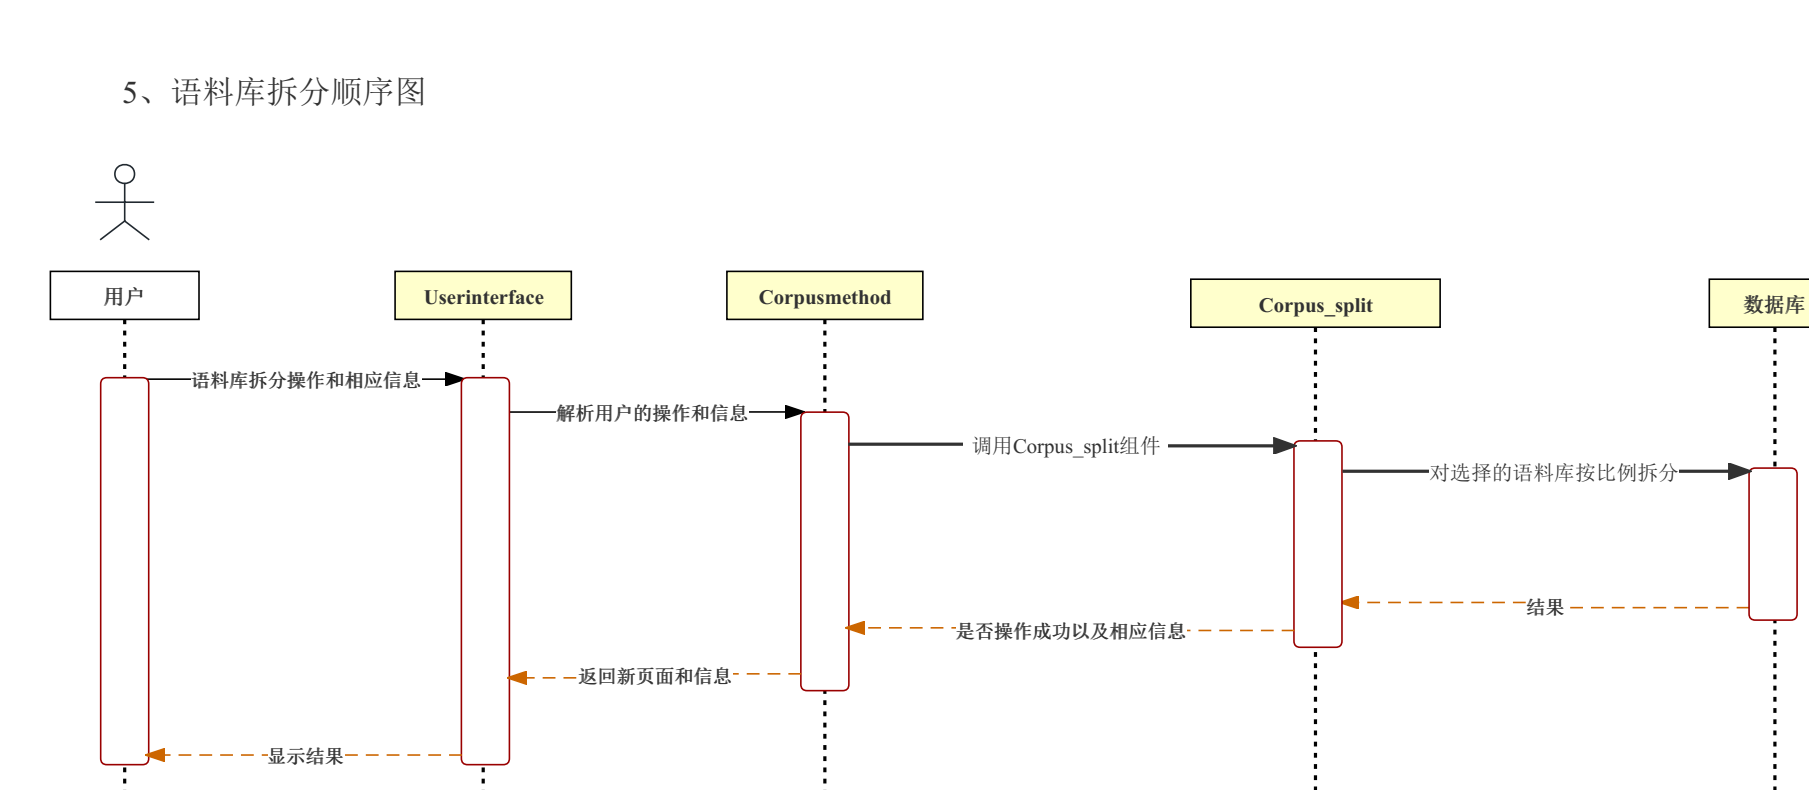 5、语料库拆分顺序图
用户
Userinterface
Corpusmethod
Corpus_split
数据库
语料库拆分操作和相应信息
解析用户的操作和信息
调用Corpus_split组件
对选择的语料库按比例拆分
结果
是否操作成功以及相应信息
返回新页面和信息
显示结果